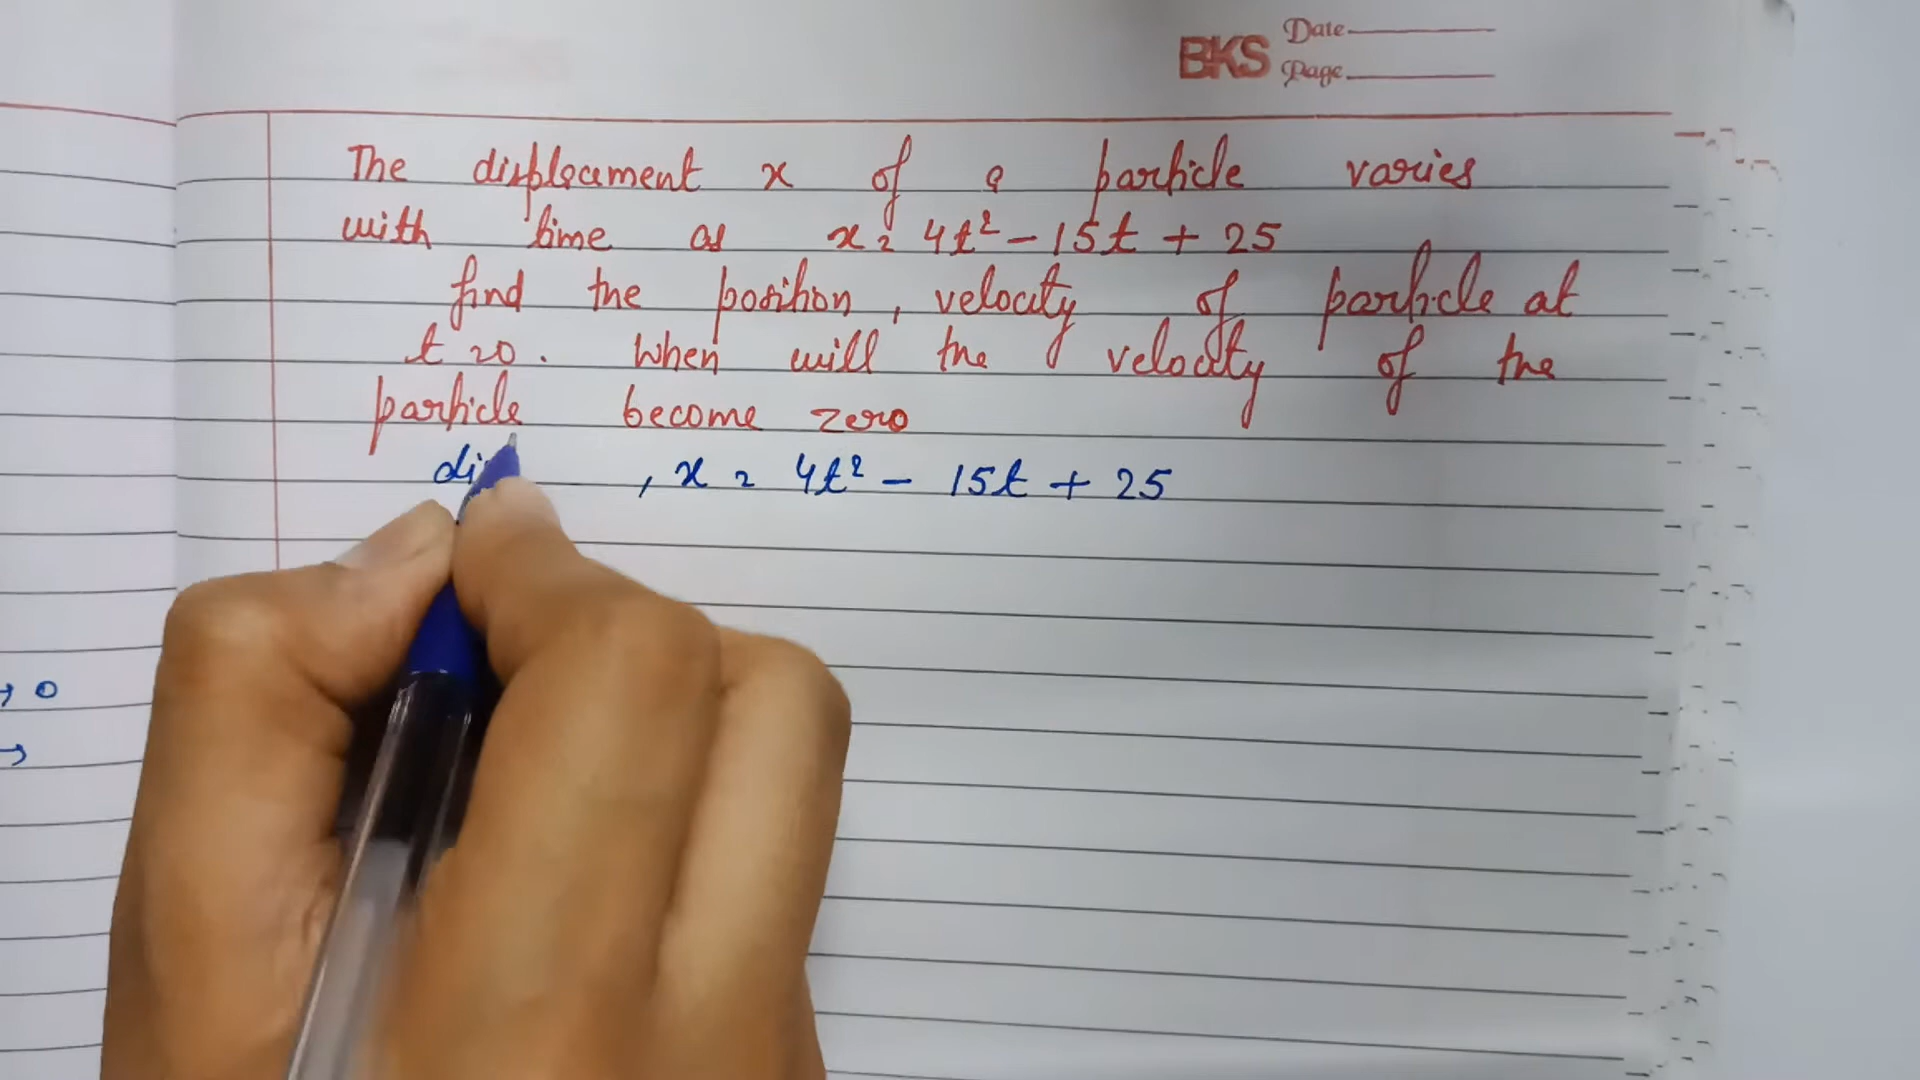 BKS Date
Page
The displacement x of a particle varies
with time as x = 4t² - 15t + 25
find the position, velocity of particle at
t = 0. When will the velocity of the
particle become zero
di , x = 4t² - 15t + 25
→ 0
→